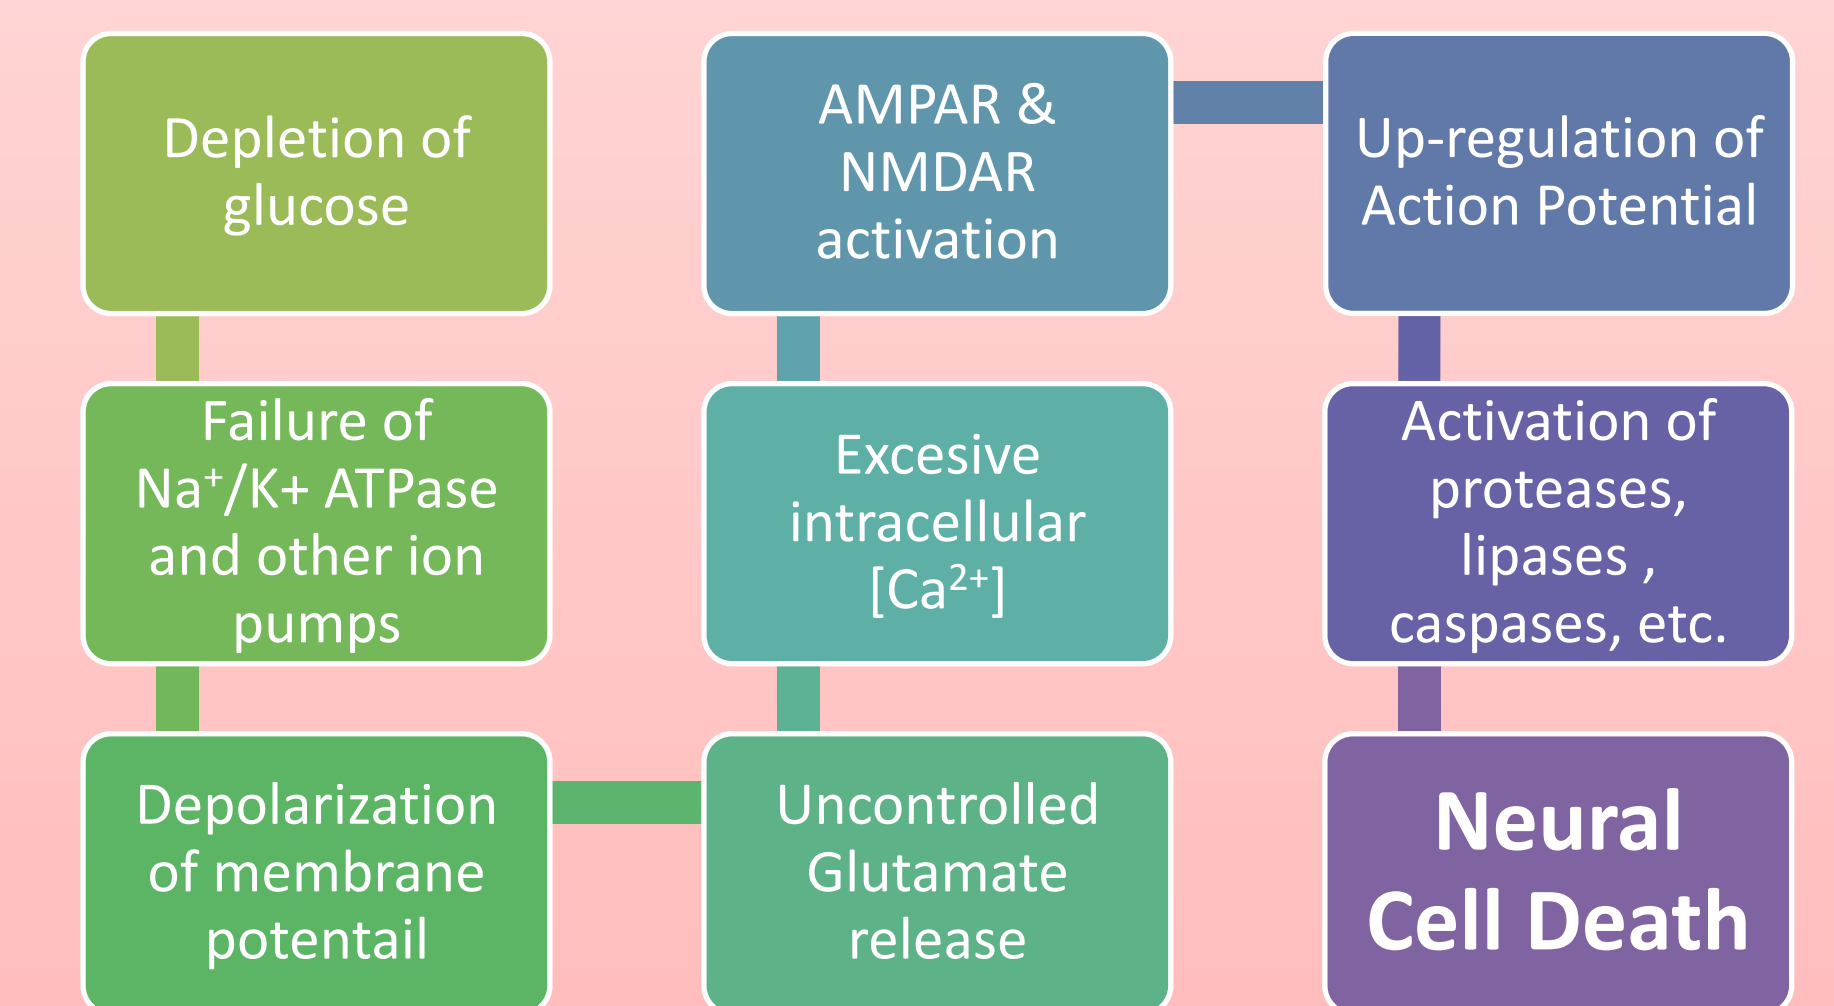 Depletion of
glucose
Failure of
Na⁺/K+ ATPase
and other ion
pumps
Depolarization
of membrane
potentail
Uncontrolled
Glutamate
release
Excesive
intracellular
[Ca²⁺]
AMPAR &
NMDAR
activation
Up-regulation of
Action Potential
Activation of
proteases,
lipases ,
caspases, etc.
Neural
Cell Death